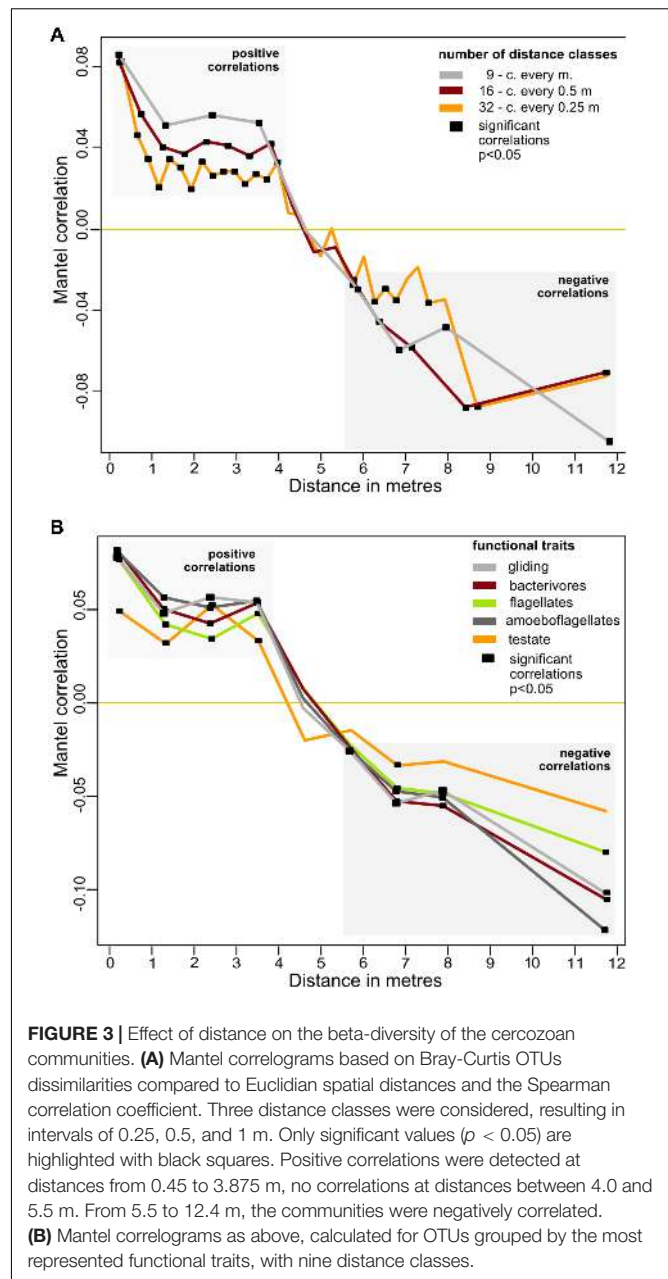 A
positive
correlations
number of distance classes
9 - c. every m.
16 - c. every 0.5 m
32 - c. every 0.25 m
significant
correlations
p<0.05
negative
correlations
Mantel correlation
0.08
0.04
0.00
-0.04
-0.08
0 1 2 3 4 5 6 7 8 9 10 11 12
Distance in metres
B
positive
correlations
functional traits
gliding
bacterivores
flagellates
amoeboflagellates
testate
significant
correlations
p<0.05
negative
correlations
Mantel correlation
0.05
0.00
-0.05
-0.10
0 1 2 3 4 5 6 7 8 9 10 11 12
Distance in metres
FIGURE 3 | Effect of distance on the beta-diversity of the cercozoan
communities. (A) Mantel correlograms based on Bray-Curtis OTUs
dissimilarities compared to Euclidian spatial distances and the Spearman
correlation coefficient. Three distance classes were considered, resulting in
intervals of 0.25, 0.5, and 1 m. Only significant values (p < 0.05) are
highlighted with black squares. Positive correlations were detected at
distances from 0.45 to 3.875 m, no correlations at distances between 4.0 and
5.5 m. From 5.5 to 12.4 m, the communities were negatively correlated.
(B) Mantel correlograms as above, calculated for OTUs grouped by the most
represented functional traits, with nine distance classes.